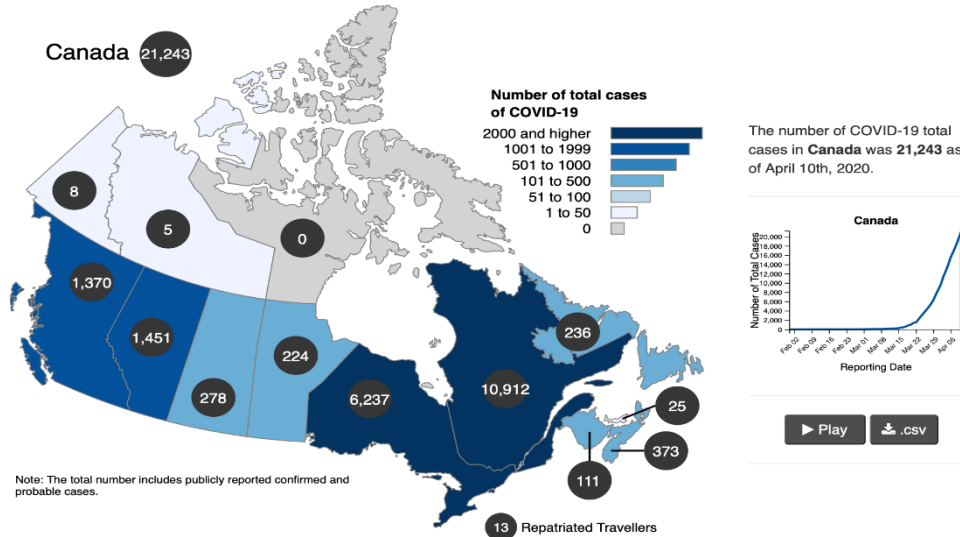 Canada 21,243
Number of total cases
of COVID-19
2000 and higher
1001 to 1999
501 to 1000
101 to 500
51 to 100
1 to 50
0
8
5
0
1,370
1,451
278
224
6,237
10,912
236
25
373
111
Note: The total number includes publicly reported confirmed and
probable cases.
13 Repatriated Travellers
The number of COVID-19 total
cases in Canada was 21,243 as
of April 10th, 2020.
Canada
Number of Total Cases
20,000
18,000
16,000
14,000
12,000
10,000
8,000
6,000
4,000
2,000
0
Feb 02
Feb 09
Feb 16
Feb 23
Mar 01
Mar 08
Mar 15
Mar 22
Mar 29
Apr 05
Reporting Date
Play
.csv